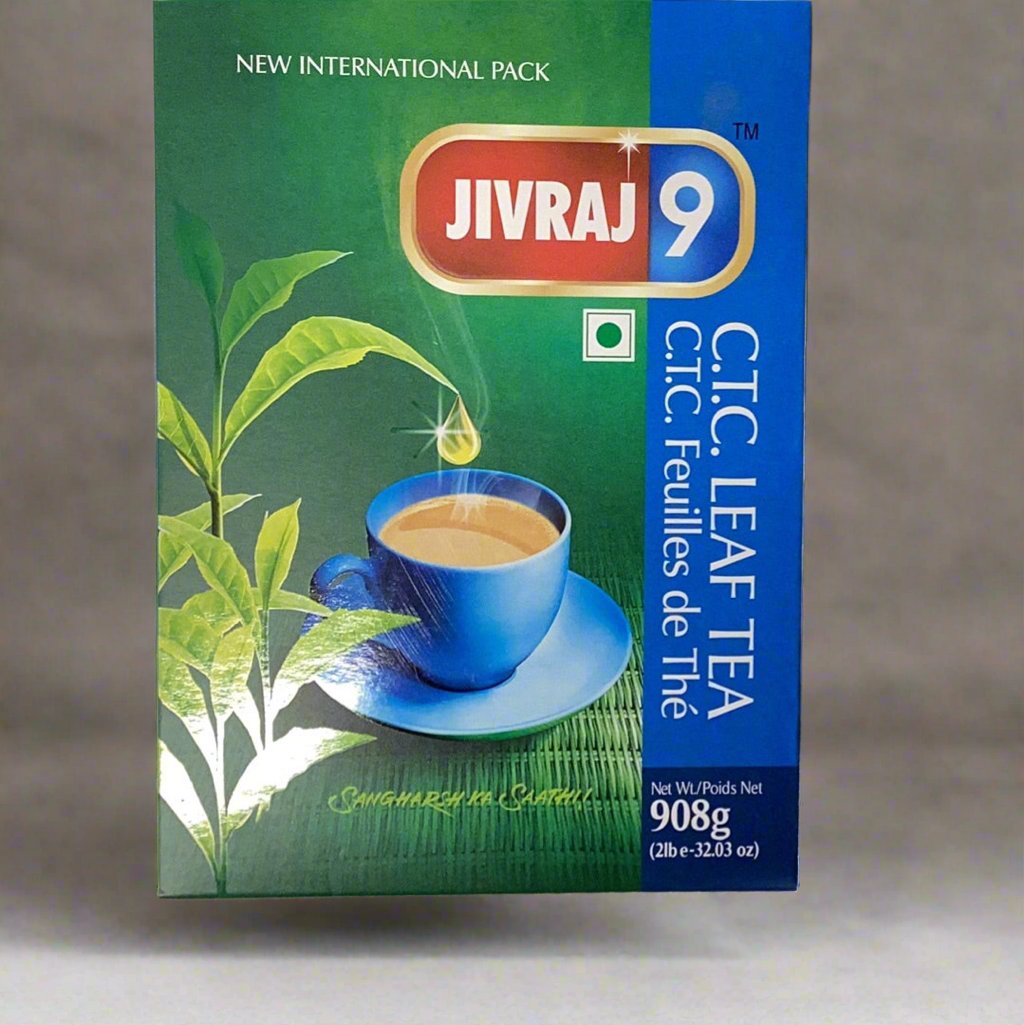 NEW INTERNATIONAL PACK
TM
JIVRAJ 9
C.T.C. LEAF TEA
C.T.C. Feuilles de Thé
SANGHARSH KA SAATHI!
Net Wt./Poids Net
908g
(2lb e-32.03 oz)